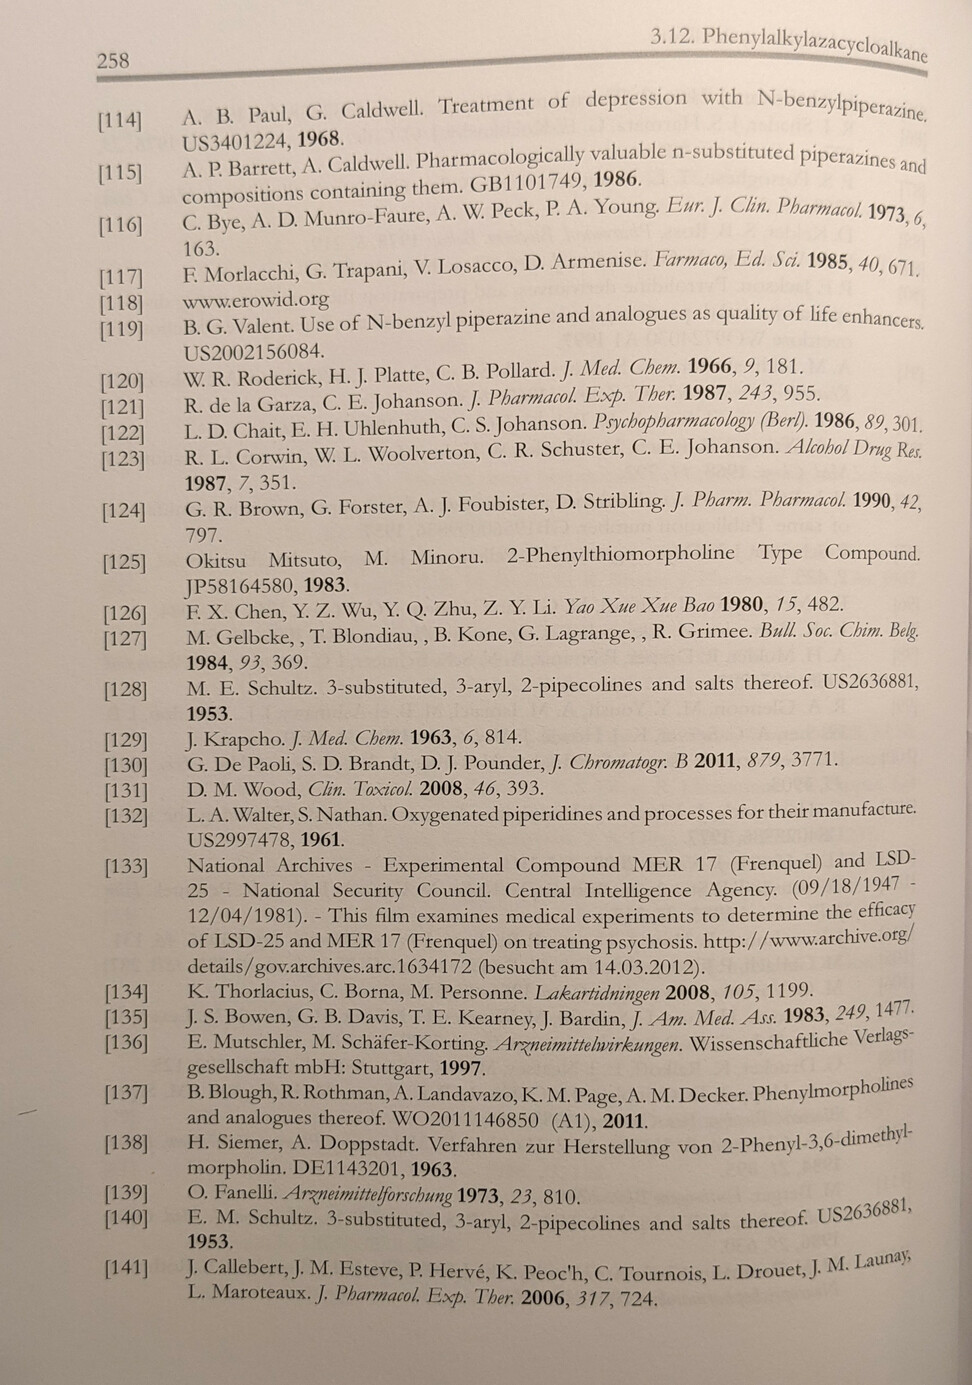 258
3.12. Phenylalkylazacycloalkane
[114] A. B. Paul, G. Caldwell. Treatment of depression with N-benzylpiperazine.
US3401224, 1968.
[115] A. P. Barrett, A. Caldwell. Pharmacologically valuable n-substituted piperazines and
compositions containing them. GB1101749, 1986.
[116] C. Bye, A. D. Munro-Faure, A. W. Peck, P. A. Young. Eur. J. Clin. Pharmacol. 1973, 6,
163.
[117] F. Morlacchi, G. Trapani, V. Losacco, D. Armenise. Farmaco, Ed. Sci. 1985, 40, 671.
[118] www.erowid.org
[119] B. G. Valent. Use of N-benzyl piperazine and analogues as quality of life enhancers.
US2002156084.
[120] W. R. Roderick, H. J. Platte, C. B. Pollard. J. Med. Chem. 1966, 9, 181.
[121] R. de la Garza, C. E. Johanson. J. Pharmacol. Exp. Ther. 1987, 243, 955.
[122] L. D. Chait, E. H. Uhlenhuth, C. S. Johanson. Psychopharmacology (Berl). 1986, 89, 301.
[123] R. L. Corwin, W. L. Woolverton, C. R. Schuster, C. E. Johanson. Alcohol Drug Res.
1987, 7, 351.
[124] G. R. Brown, G. Forster, A. J. Foubister, D. Stribling. J. Pharm. Pharmacol. 1990, 42,
797.
[125] Okitsu Mitsuto, M. Minoru. 2-Phenylthiomorpholine Type Compound.
JP58164580, 1983.
[126] F. X. Chen, Y. Z. Wu, Y. Q. Zhu, Z. Y. Li. Yao Xue Xue Bao 1980, 15, 482.
[127] M. Gelbcke, , T. Blondiau, , B. Kone, G. Lagrange, , R. Grimee. Bull. Soc. Chim. Belg.
1984, 93, 369.
[128] M. E. Schultz. 3-substituted, 3-aryl, 2-pipecolines and salts thereof. US2636881,
1953.
[129] J. Krapcho. J. Med. Chem. 1963, 6, 814.
[130] G. De Paoli, S. D. Brandt, D. J. Pounder, J. Chromatogr. B 2011, 879, 3771.
[131] D. M. Wood, Clin. Toxicol. 2008, 46, 393.
[132] L. A. Walter, S. Nathan. Oxygenated piperidines and processes for their manufacture.
US2997478, 1961.
[133] National Archives - Experimental Compound MER 17 (Frenquel) and LSD-
25 - National Security Council. Central Intelligence Agency. (09/18/1947 -
12/04/1981). - This film examines medical experiments to determine the efficacy
of LSD-25 and MER 17 (Frenquel) on treating psychosis. http://www.archive.org/
details/gov.archives.arc.1634172 (besucht am 14.03.2012).
[134] K. Thorlacius, C. Borna, M. Personne. Lakartidningen 2008, 105, 1199.
[135] J. S. Bowen, G. B. Davis, T. E. Kearney, J. Bardin, J. Am. Med. Ass. 1983, 249, 1477.
[136] E. Mutschler, M. Schäfer-Korting. Arzneimittelwirkungen. Wissenschaftliche Verlags-
gesellschaft mbH: Stuttgart, 1997.
[137] B. Blough, R. Rothman, A. Landavazo, K. M. Page, A. M. Decker. Phenylmorpholines
and analogues thereof. WO2011146850 (A1), 2011.
[138] H. Siemer, A. Doppstadt. Verfahren zur Herstellung von 2-Phenyl-3,6-dimethyl-
morpholin. DE1143201, 1963.
[139] O. Fanelli. Arzneimittelforschung 1973, 23, 810.
[140] E. M. Schultz. 3-substituted, 3-aryl, 2-pipecolines and salts thereof. US2636881,
1953.
[141] J. Callebert, J. M. Esteve, P. Hervé, K. Peoc'h, C. Tournois, L. Drouet, J. M. Launay,
L. Maroteaux. J. Pharmacol. Exp. Ther. 2006, 317, 724.